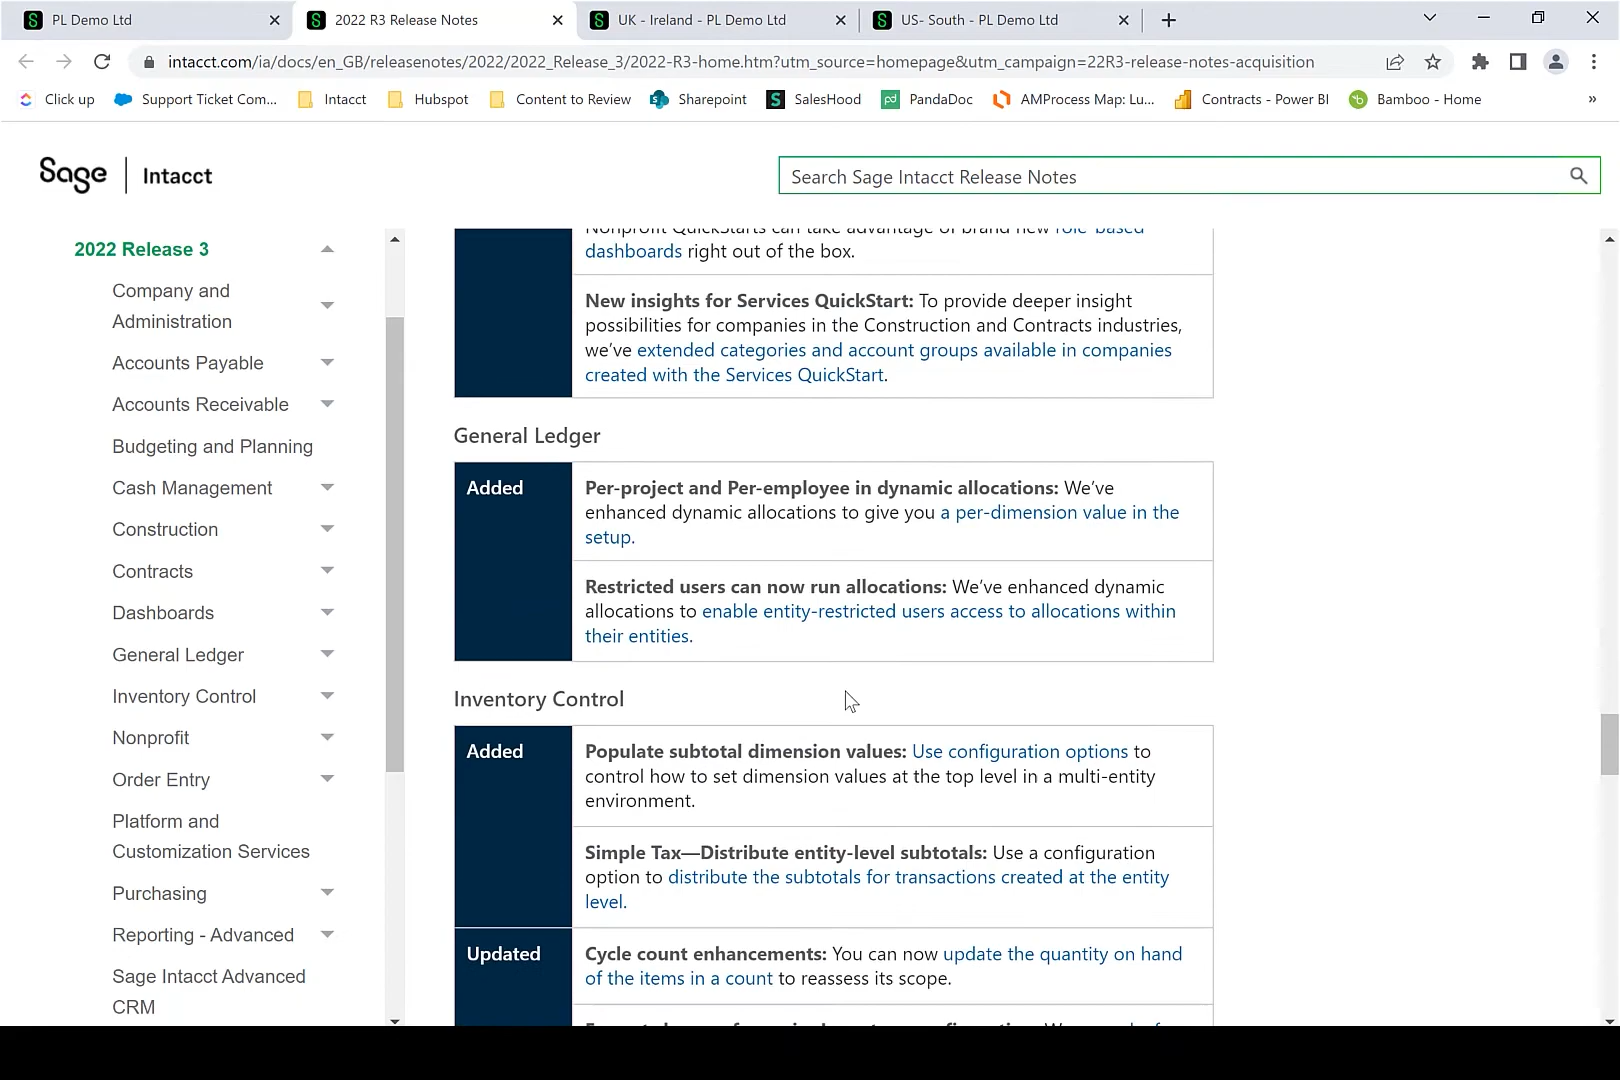 PL Demo Ltd
2022 R3 Release Notes
UK - Ireland - PL Demo Ltd
US- South - PL Demo Ltd
intacct.com/ia/docs/en_GB/releasenotes/2022/2022_Release_3/2022-R3-home.htm?utm_source=homepage&utm_campaign=22R3-release-notes-acquisition
Click up
Support Ticket Com...
Intacct
Hubspot
Content to Review
Sharepoint
SalesHood
PandaDoc
AMProcess Map: Lu...
Contracts - Power BI
Bamboo - Home
»
Sage | Intacct
Search Sage Intacct Release Notes
2022 Release 3
Company and
Administration
Accounts Payable
Accounts Receivable
Budgeting and Planning
Cash Management
Construction
Contracts
Dashboards
General Ledger
Inventory Control
Nonprofit
Order Entry
Platform and
Customization Services
Purchasing
Reporting - Advanced
Sage Intacct Advanced
CRM
Nonprofit QuickStarts can take advantage of brand new role-based
dashboards right out of the box.
New insights for Services QuickStart: To provide deeper insight
possibilities for companies in the Construction and Contracts industries,
we’ve extended categories and account groups available in companies
created with the Services QuickStart.
General Ledger
Added
Per-project and Per-employee in dynamic allocations: We’ve
enhanced dynamic allocations to give you a per-dimension value in the
setup.
Restricted users can now run allocations: We’ve enhanced dynamic
allocations to enable entity-restricted users access to allocations within
their entities.
Inventory Control
Added
Populate subtotal dimension values: Use configuration options to
control how to set dimension values at the top level in a multi-entity
environment.
Simple Tax—Distribute entity-level subtotals: Use a configuration
option to distribute the subtotals for transactions created at the entity
level.
Updated
Cycle count enhancements: You can now update the quantity on hand
of the items in a count to reassess its scope.